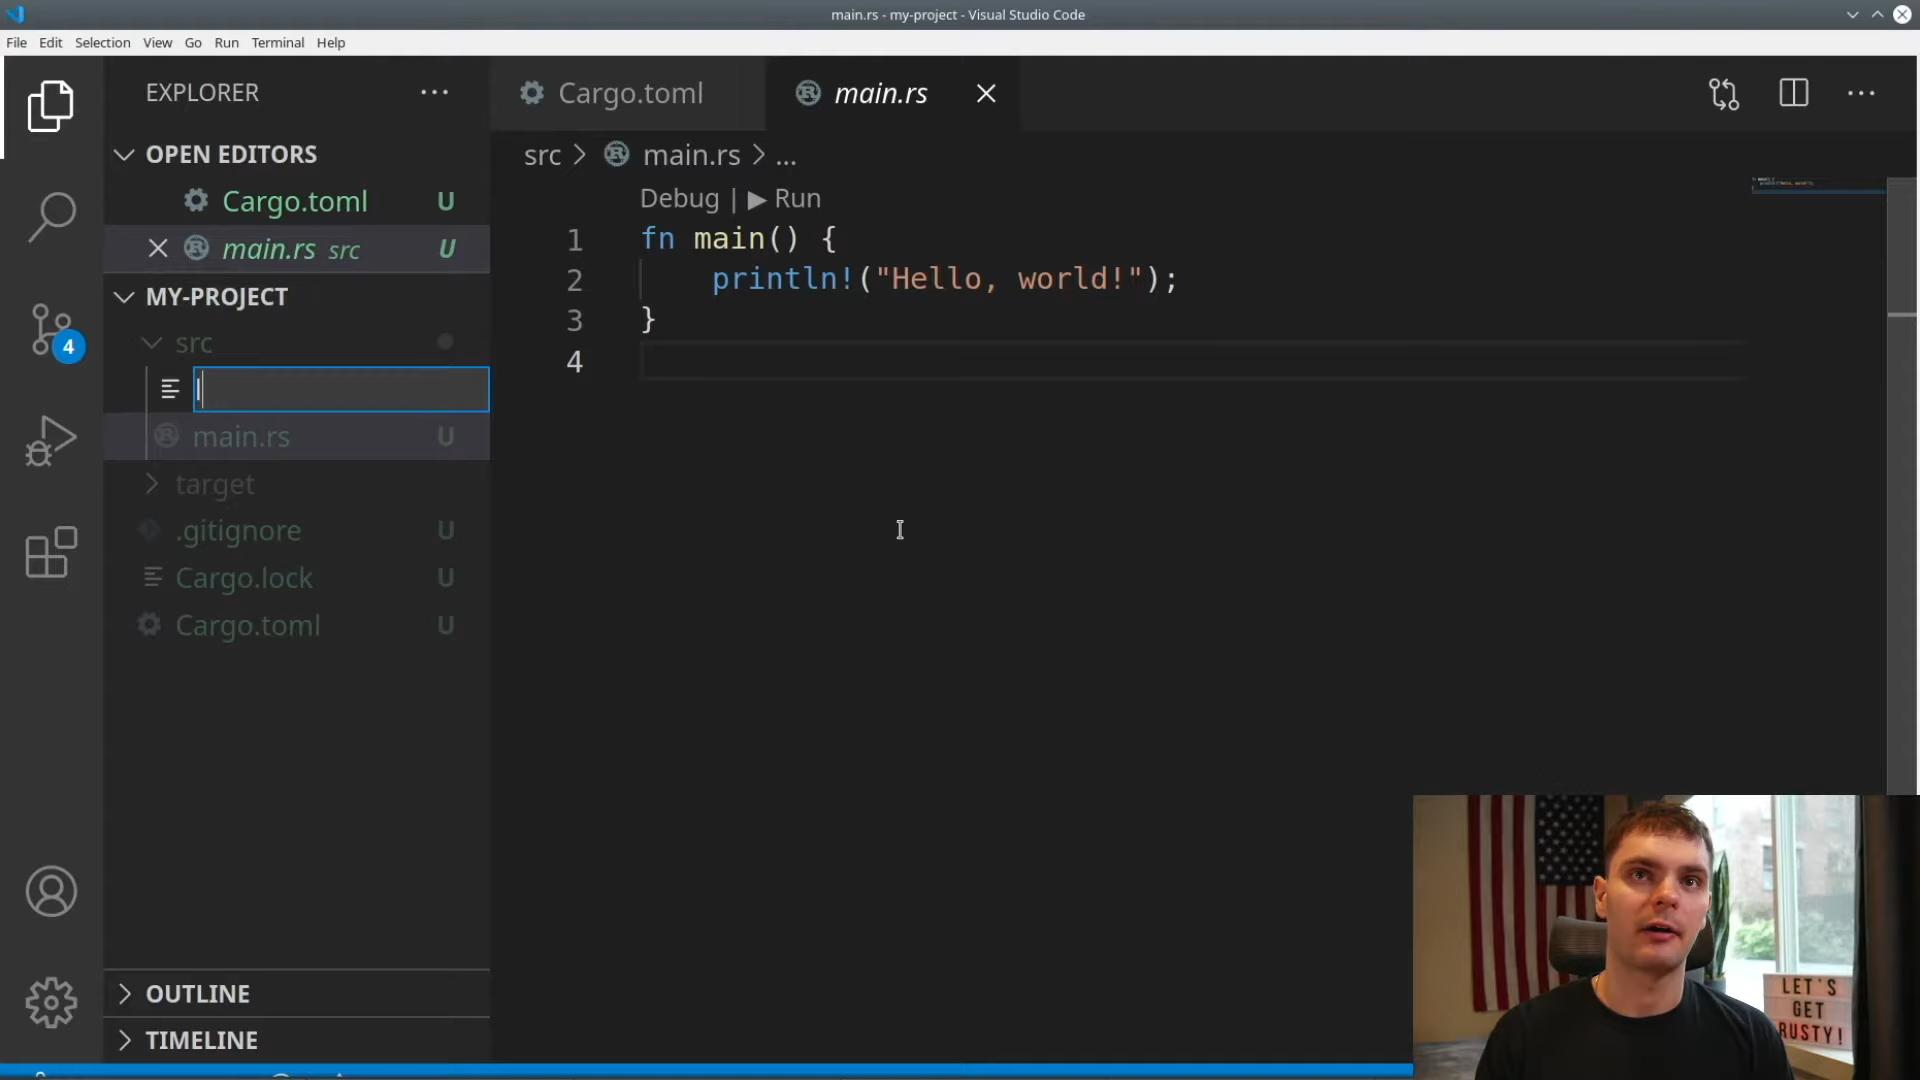 main.rs - my-project - Visual Studio Code
File Edit Selection View Go Run Terminal Help
EXPLORER
Cargo.toml
main.rs
OPEN EDITORS
Cargo.toml U
main.rs src U
MY-PROJECT
src
l
main.rs U
target
.gitignore U
Cargo.lock U
Cargo.toml U
OUTLINE
TIMELINE
4
src > main.rs > ...
Debug | ▶ Run
1 fn main() {
2 println!("Hello, world!");
3 }
4
LET'S
GET
RUSTY!